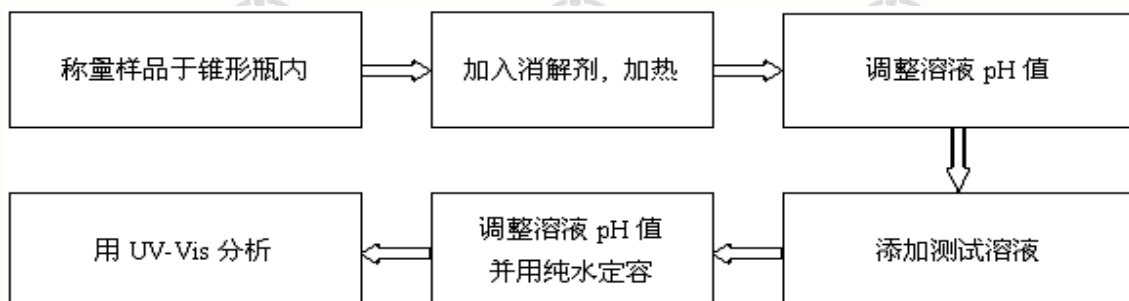 称量样品于锥形瓶内
加入消解剂，加热
调整溶液 pH 值
添加测试溶液
调整溶液 pH 值
并用纯水定容
用 UV-Vis 分析